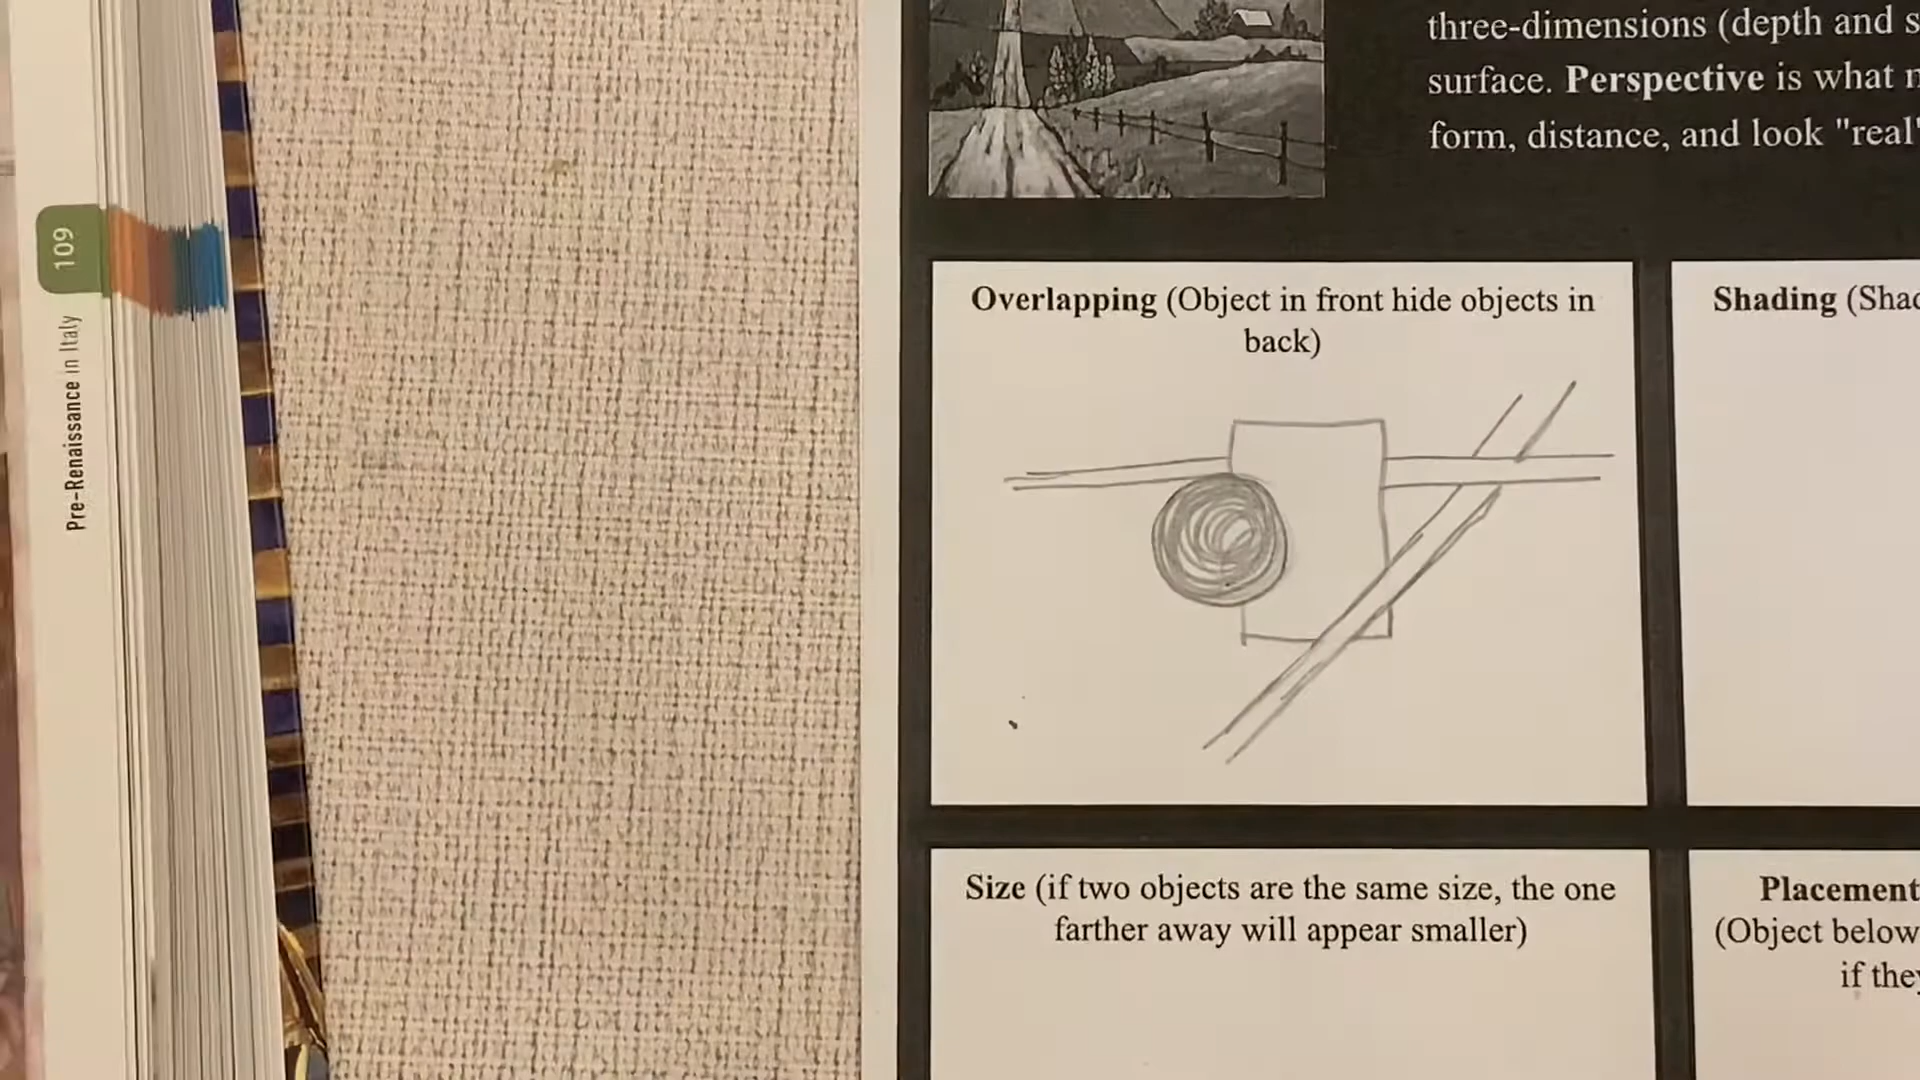 109
Pre-Renaissance in Italy
three-dimensions (depth and
surface. Perspective is what
form, distance, and look "real"
Overlapping (Object in front hide objects in
back)
Shading
Size (if two objects are the same size, the one
farther away will appear smaller)
Placement
(Object below
if